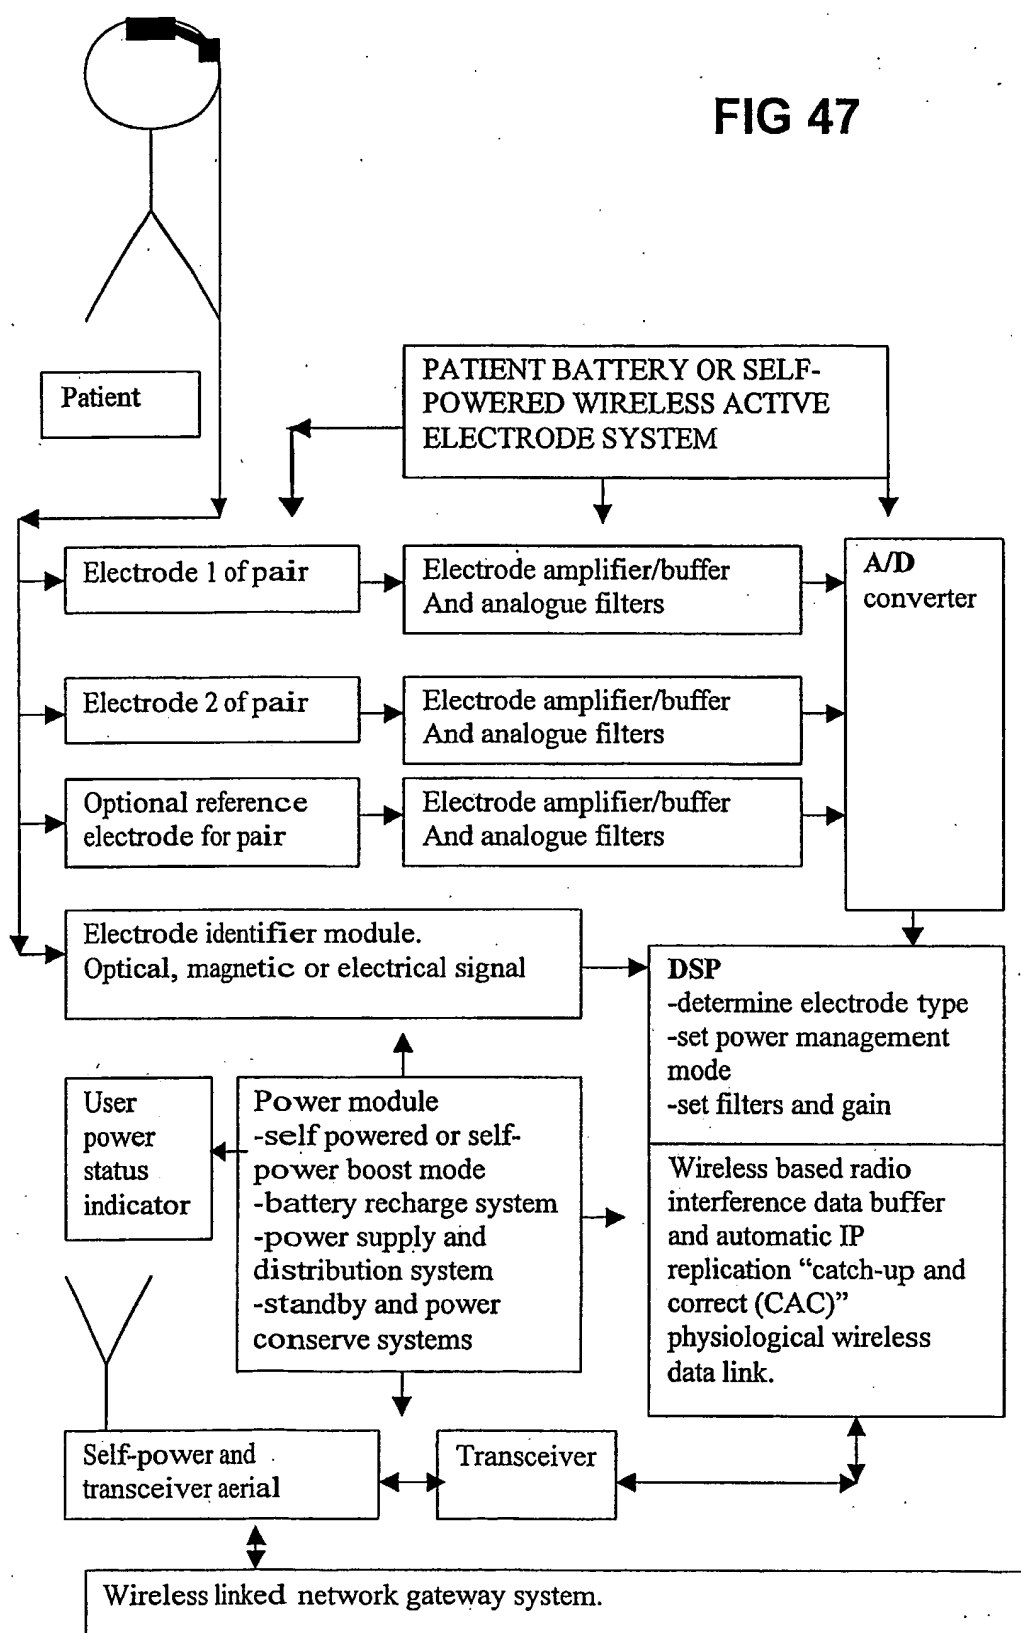 FIG 47
Patient
PATIENT BATTERY OR SELF-
POWERED WIRELESS ACTIVE
ELECTRODE SYSTEM
Electrode 1 of pair
Electrode amplifier/buffer
And analogue filters
A/D
converter
Electrode 2 of pair
Electrode amplifier/buffer
And analogue filters
Optional reference
electrode for pair
Electrode amplifier/buffer
And analogue filters
Electrode identifier module.
Optical, magnetic or electrical signal
DSP
-determine electrode type
-set power management
mode
-set filters and gain
User
power
status
indicator
Power module
-self powered or self-
power boost mode
-battery recharge system
-power supply and
distribution system
-standby and power
conserve systems
Wireless based radio
interference data buffer
and automatic IP
replication “catch-up and
correct (CAC)”
physiological wireless
data link.
Self-power and
transceiver aerial
Transceiver
Wireless linked network gateway system.